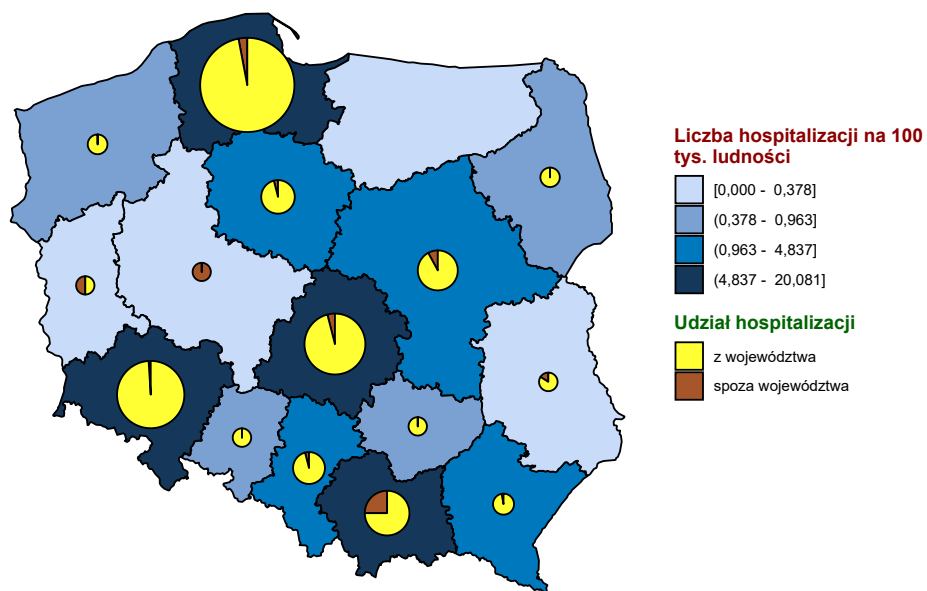 Liczba hospitalizacji na 100
tys. ludności
[0,000 - 0,378]
(0,378 - 0,963]
(0,963 - 4,837]
(4,837 - 20,081]
Udział hospitalizacji
z województwa
spoza województwa